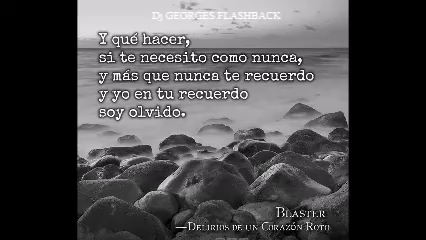 Dj GEORGES FLASHBACK
Y qué hacer,
si te necesito como nunca,
y más que nunca te recuerdo
y yo en tu recuerdo
soy olvido.
BLASTER
—DELIRIOS DE UN CORAZÓN ROTO